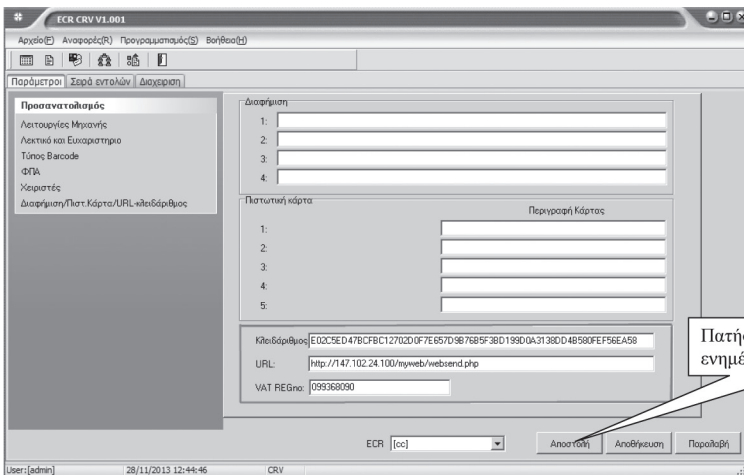 ECR CRV V1.001
Αρχείο(F) Αναφορές(R) Προγραμματισμός(S) Βοήθεια(H)
Παράμετροι Σειρά εντολών Διαχειριση
Προσανατολισμός
Λειτουργίες Μηχανής
Λεκτικό και Ευχαριστηριο
Τύπος Barcode
ΦΠΑ
Χειριστές
Διαφήμιση/Πιστ.Κάρτα/URL-κλειδάριθμος
Διαφήμιση
1:
2:
3:
4:
Πιστωτική κάρτα
Περιγραφή Κάρτας
1:
2:
3:
4:
5:
Κλειδάριθμος E02C5ED47BCFBC12702D0F7E657D9B76B5F3BD199D0A3138DD4B580FEF56EA58
URL: http://147.102.24.100/myweb/websend.php
VAT REGno: 099368090
ECR [cc] Αποστολή Αποθήκευση Παραλαβή
User:[admin] 28/11/2013 12:44:46 CRV